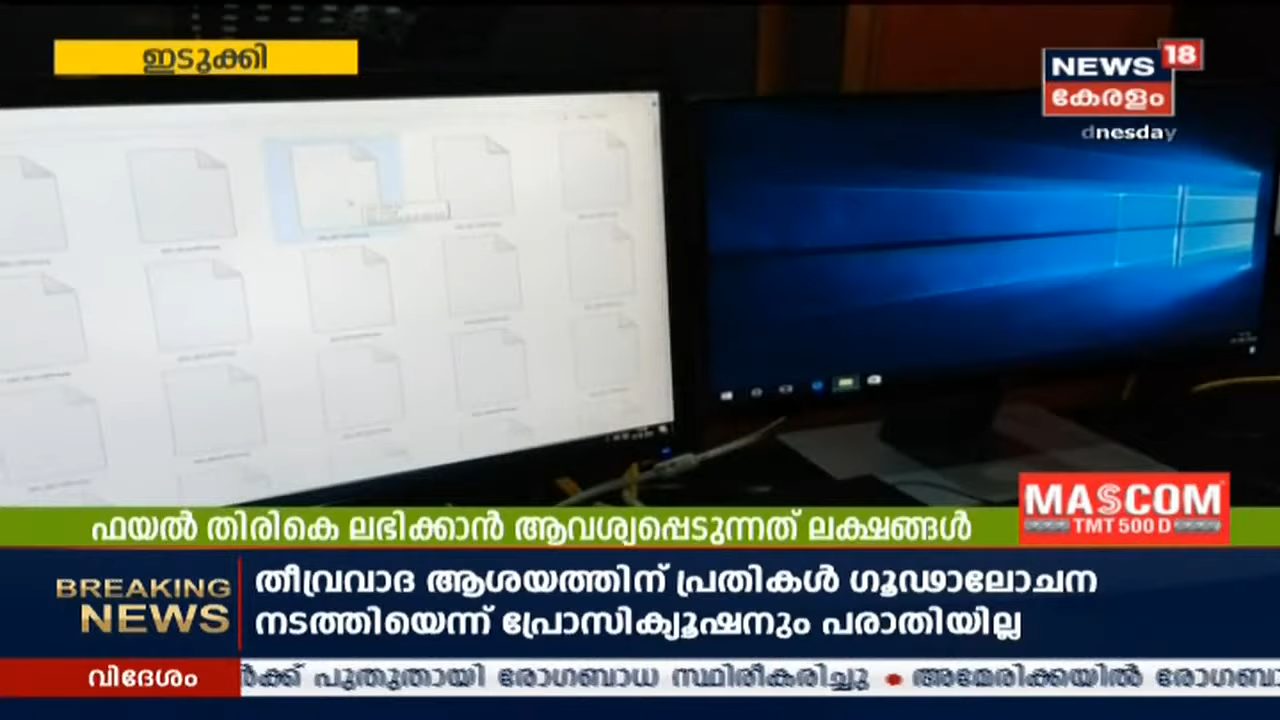 ഇടുക്കി
NEWS 18
കേരളം
dnesday
ഫയൽ തിരികെ ലഭിക്കാൻ ആവശ്യപ്പെടുന്നത് ലക്ഷങ്ങൾ
MASCOM
TMT 500 D
BREAKING
NEWS
തീവ്രവാദ ആശയത്തിന് പ്രതികൾ ഗൂഢാലോചന
നടത്തിയെന്ന് പ്രോസിക്യൂഷനും പരാതിയില്ല
വിദേശം
ർക്ക് പുതുതായി രോഗബാധ സ്ഥിരീകരിച്ചു • അമേരിക്കയിൽ രോഗബാ